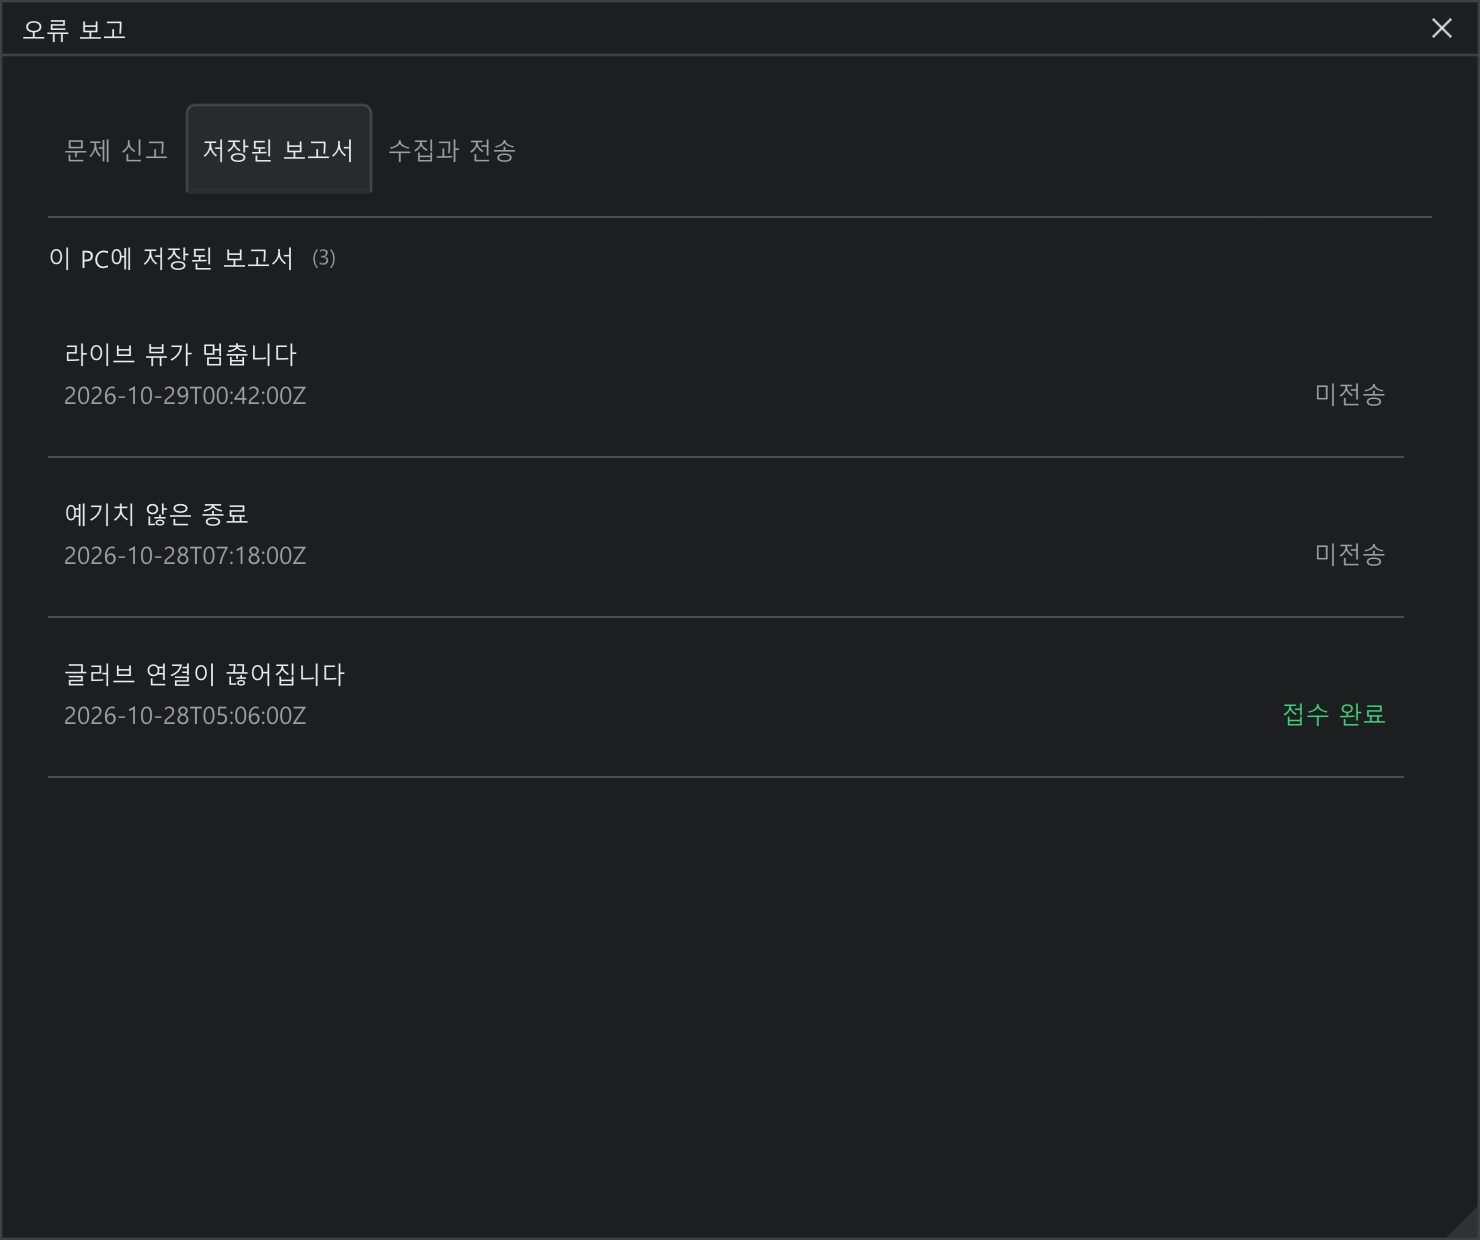 오류 보고
문제 신고 저장된 보고서 수집과 전송
이 PC에 저장된 보고서 (3)
라이브 뷰가 멈춥니다
2026-10-29T00:42:00Z 미전송
예기치 않은 종료
2026-10-28T07:18:00Z 미전송
글러브 연결이 끊어집니다
2026-10-28T05:06:00Z 접수 완료